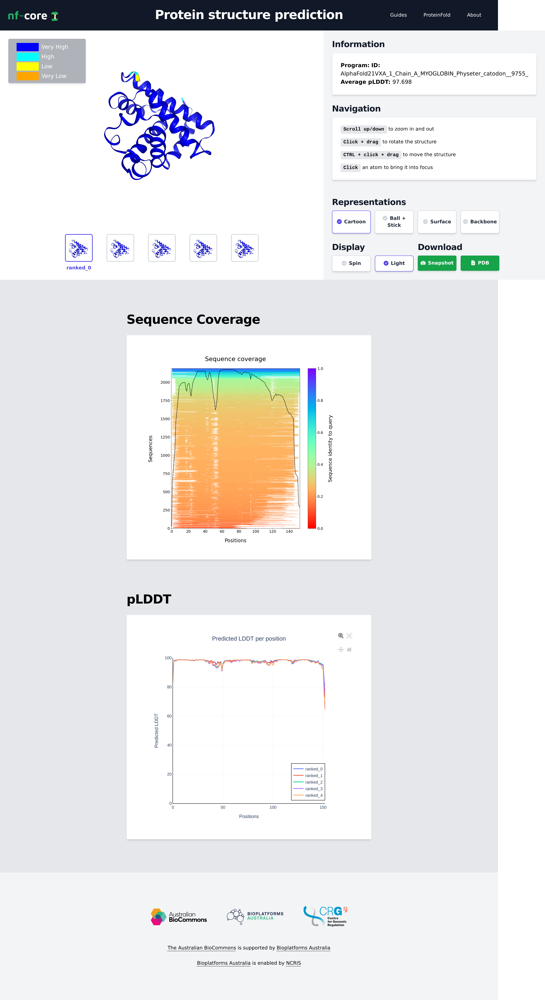 nf-core
Protein structure prediction
Guides
ProteinFold
About
Very High
High
Low
Very Low
ranked_0
Information
Program: ID:
AlphaFold21VXA_1_Chain_A_MYOGLOBIN_Physeter_catodon__9755_
Average pLDDT: 97.698
Navigation
Scroll up/down to zoom in and out
Click + drag to rotate the structure
CTRL + click + drag to move the structure
Click an atom to bring it into focus
Representations
Cartoon
Ball +
Stick
Surface
Backbone
Display
Download
Spin
Light
Snapshot
PDB
Sequence Coverage
Sequence coverage
2000
1750
1500
1250
1000
750
500
250
0
Sequences
0 20 40 60 80 100 120 140
Positions
1.0
0.8
0.6
0.4
0.2
0.0
Sequence identity to query
pLDDT
Predicted LDDT per position
100
80
60
40
20
0
Predicted LDDT
0 50 100 150
Positions
ranked_0
ranked_1
ranked_2
ranked_3
ranked_4
Australian
BioCommons
BIOPLATFORMS
AUSTRALIA
CRG
Centre
for Genomic
Regulation
The Australian BioCommons is supported by Bioplatforms Australia
Bioplatforms Australia is enabled by NCRIS